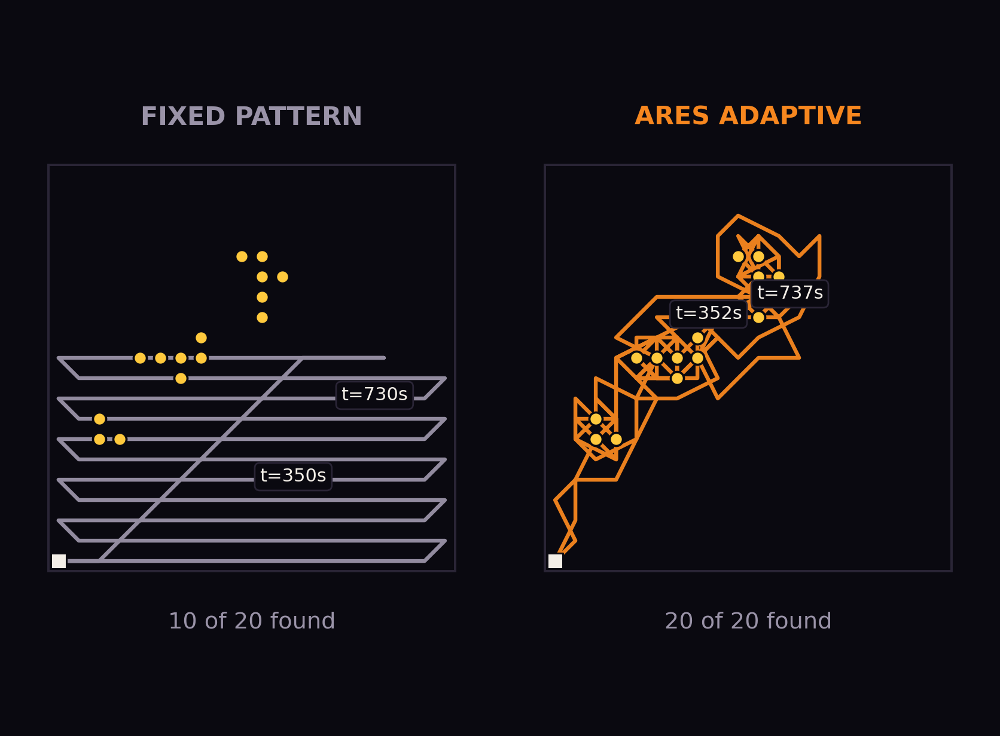 FIXED PATTERN
t=730s
t=350s
10 of 20 found
ARES ADAPTIVE
t=737s
t=352s
20 of 20 found